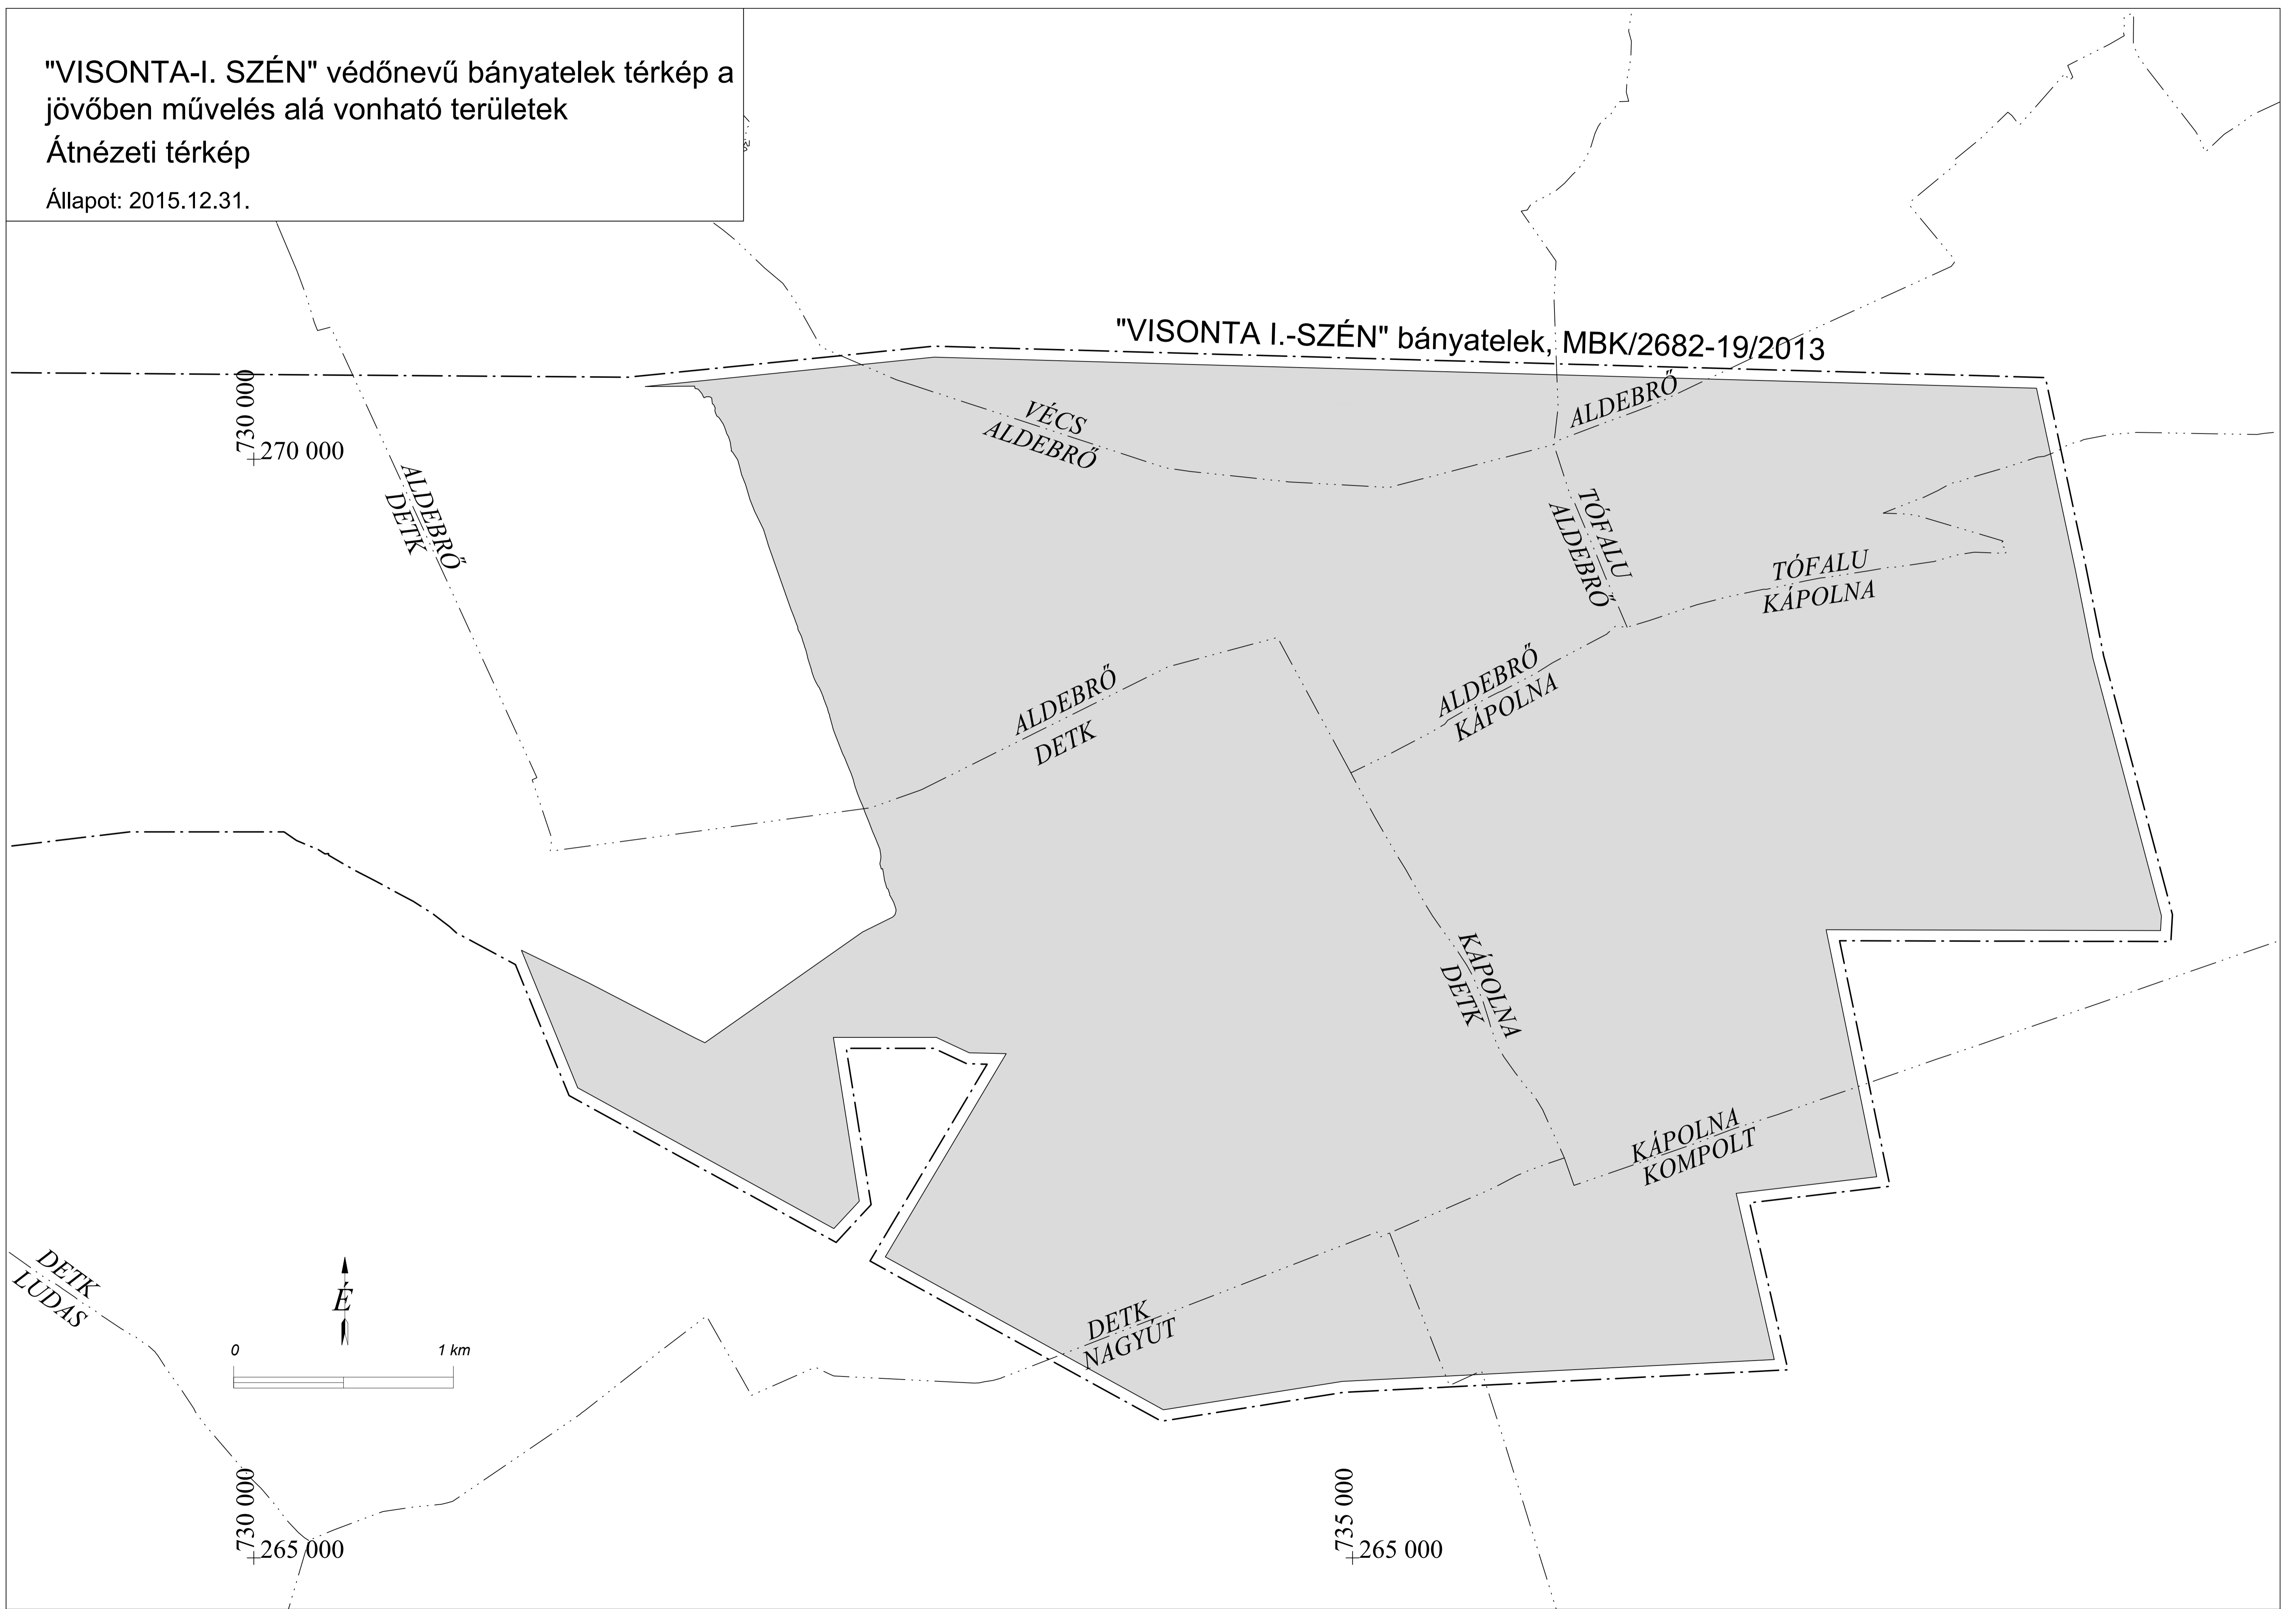 "VISONTA-I. SZÉN" védőnevű bányatelek térkép a
jövőben művelés alá vonható területek
Átnézeti térkép
Állapot: 2015.12.31.
"VISONTA I.-SZÉN" bányatelek, MBK/2682-19/2013
730 000
270 000
ALDEBRŐ
DETK
VÉCS
ALDEBRŐ
ALDEBRŐ
TÓFALU
ALDEBRŐ
TÓFALU
KÁPOLNA
ALDEBRŐ
DETK
ALDEBRŐ
KÁPOLNA
KÁPOLNA
DETK
KÁPOLNA
KOMPOLT
DETK
NAGYÚT
DETK
LUDAS
É
0
1 km
730 000
265 000
735 000
265 000